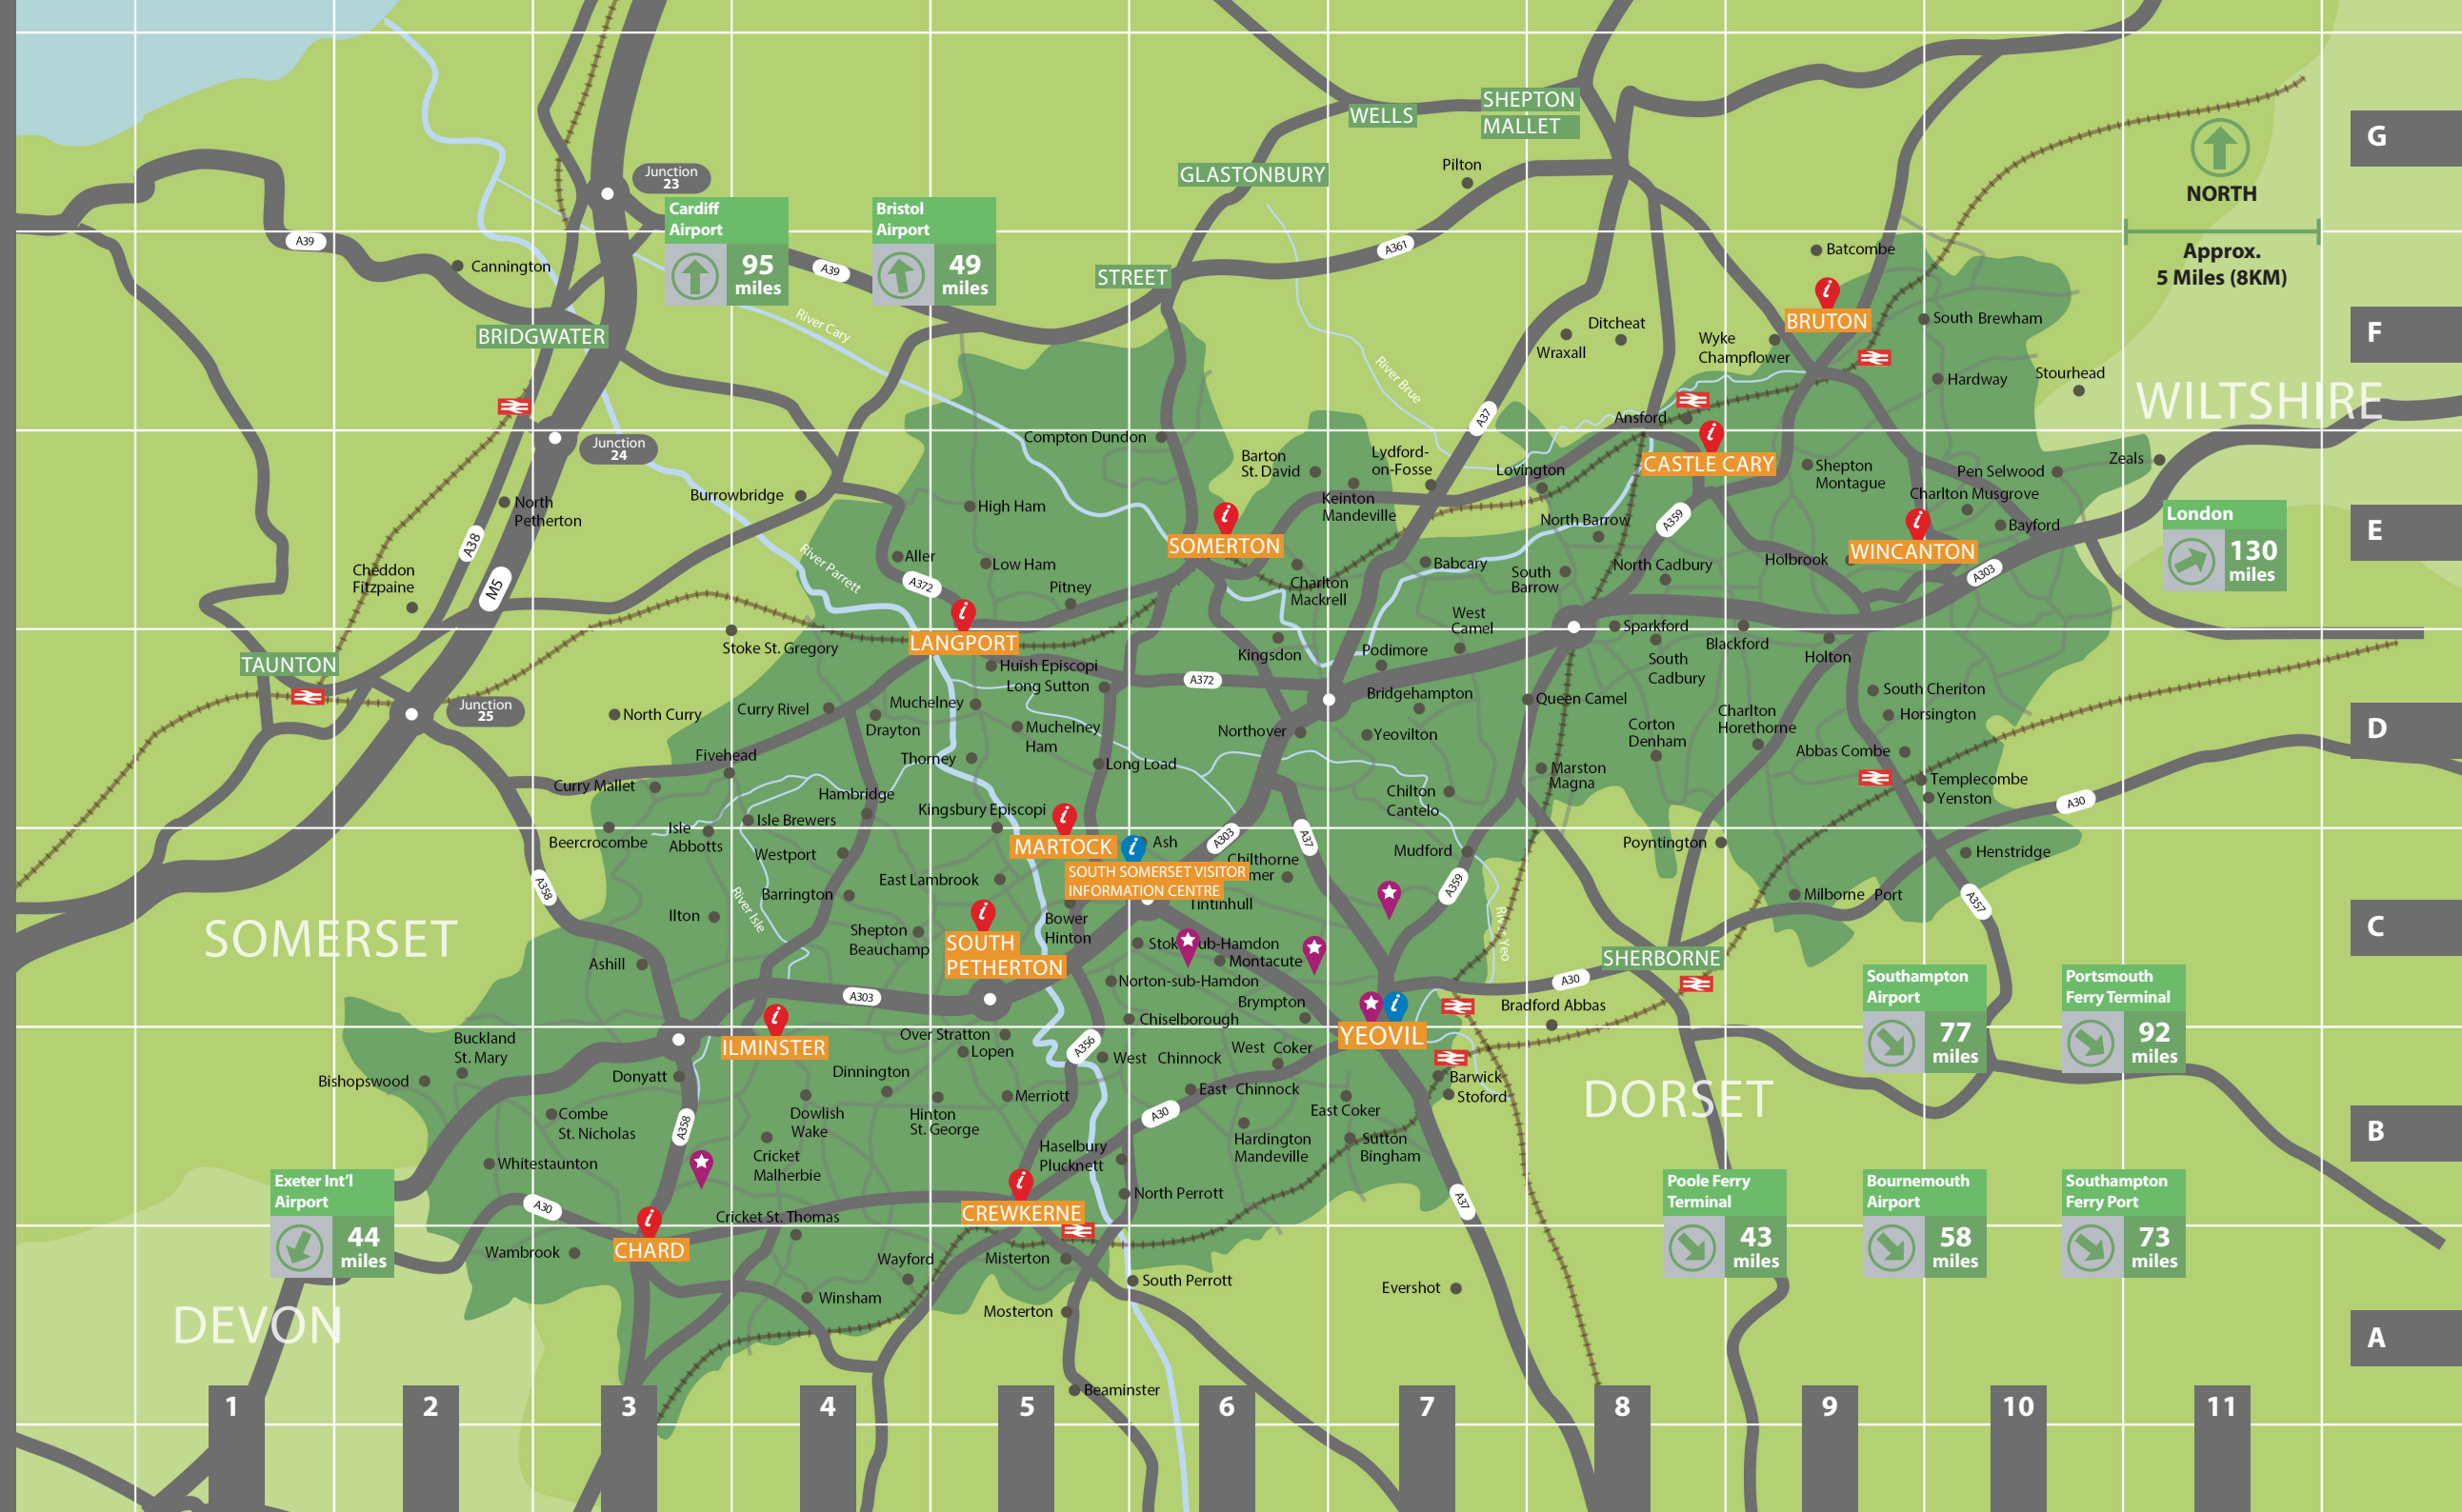 WELLS
SHEPTON
MALLET
G
Pilton
GLASTONBURY
Junction
23
NORTH
Cardiff
Airport
95
miles
Bristol
Airport
49
miles
A39
Cannington
A39
STREET
A361
Batcombe
Approx.
5 Miles (8KM)
BRIDGWATER
River Cary
River Brue
Ditcheat
Wraxall
Wyke
Champflower
BRUTON
South Brewham
F
Hardway
Stourhead
WILTSHIRE
Junction
24
Compton Dundon
A37
Ansford
CASTLE CARY
Barton
St. David
Lydford-
on-Fosse
Lovington
Keinton
Mandeville
Shepton
Montague
Pen Selwood
Zeals
Charlton Musgrove
Burrowbridge
High Ham
North
Petherton
SOMERTON
North Barrow
A359
Bayford
London
130
miles
E
WINCANTON
Holbrook
A303
A38
M5
Cheddon
Fitzpaine
River Parrett
Aller
A372
Low Ham
Pitney
Charlton
Mackrell
Babcary
South
Barrow
North Cadbury
West
Camel
Sparkford
Blackford
Holton
South
Cadbury
LANGPORT
Stoke St. Gregory
TAUNTON
Huish Episcopi
Long Sutton
A372
Kingsdon
Podimore
Bridgehampton
Queen Camel
South Cheriton
Horsington
Junction
25
North Curry
Curry Rivel
Muchelney
Drayton
Muchelney
Ham
Northover
Yeovilton
Corton
Denham
Charlton
Horethorne
Abbas Combe
D
Fivehead
Thorney
Long Load
Marston
Magna
Templecombe
Yenston
A30
Curry Mallet
Hambridge
Kingsbury Episcopi
Chilton
Cantelo
Isle Brewers
Beercrocombe
Isle
Abbotts
MARTOCK
Ash
A303
A37
Westport
Chilthorne
SOUTH SOMERSET VISITOR
INFORMATION CENTRE
Mudford
Poyntington
Henstridge
A358
Barrington
East Lambrook
Tintinhull
A359
Milborne Port
A357
River Isle
Ilton
Bower
Hinton
River Yeo
SOMERSET
Shepton
Beauchamp
SOUTH
PETHERTON
Montacute
SHERBORNE
C
Ashill
Norton-sub-Hamdon
A30
A303
Brympton
Bradford Abbas
Southampton
Airport
77
miles
Portsmouth
Ferry Terminal
92
miles
Chiselborough
YEOVIL
ILMINSTER
Over Stratton
Lopen
A356
West Chinnock
West Coker
Buckland
St. Mary
Bishopswood
Donyatt
Dinnington
Merriott
East Chinnock
East Coker
Barwick
Stoford
DORSET
Combe
St. Nicholas
A358
Dowlish
Wake
Hinton
St. George
A30
Hardington
Mandeville
Sutton
Bingham
B
Whitestaunton
Cricket
Malherbie
Haselbury
Plucknett
Exeter Int'l
Airport
44
miles
A30
CREWKERNE
North Perrott
A37
Poole Ferry
Terminal
43
miles
Bournemouth
Airport
58
miles
Southampton
Ferry Port
73
miles
Cricket St. Thomas
CHARD
Wambrook
Wayford
Misterton
South Perrott
Evershot
Winsham
Mosterton
DEVON
A
Beaminster
1
2
3
4
5
6
7
8
9
10
11